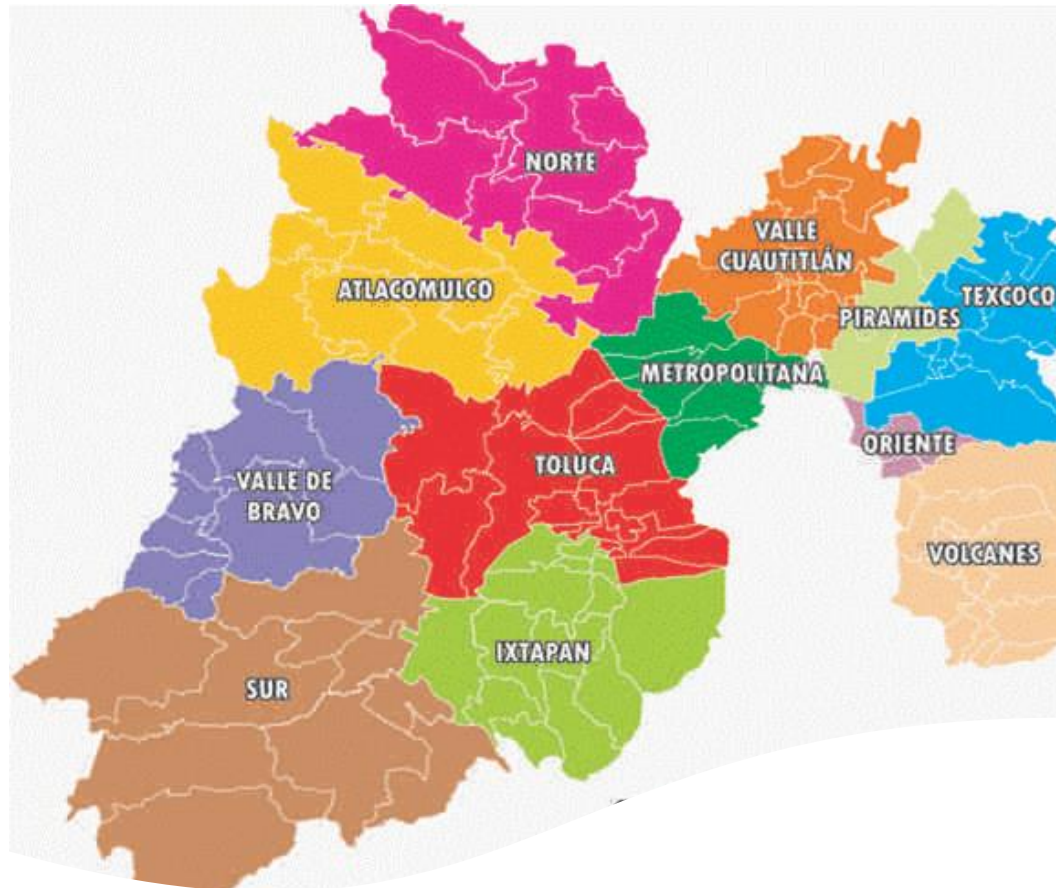 NORTE
VALLE
CUAUTITLÁN
ATLACOMULCO
PIRAMIDES
TEXCOCO
METROPOLITANA
ORIENTE
TOLUCA
VALLE DE
BRAVO
VOLCANES
IXTAPAN
SUR